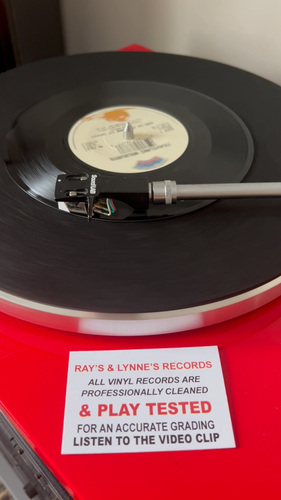 RAY'S & LYNNE'S RECORDS
ALL VINYL RECORDS ARE
PROFESSIONALLY CLEANED
& PLAY TESTED
FOR AN ACCURATE GRADING
LISTEN TO THE VIDEO CLIP